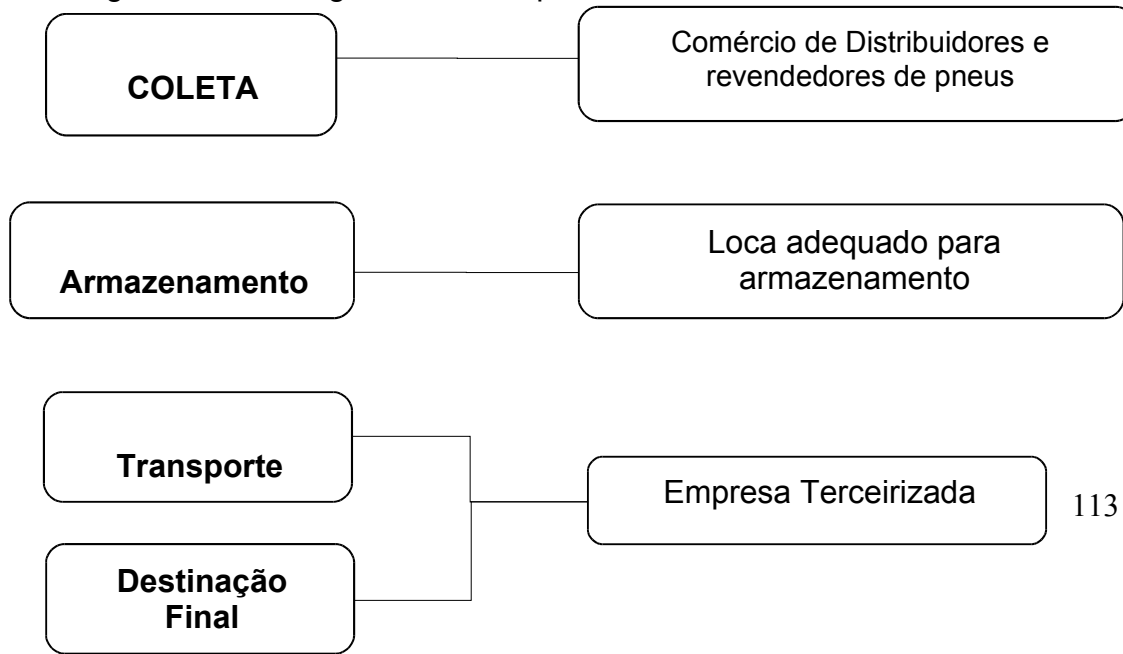 COLETA
Comércio de Distribuidores e
revendedores de pneus
Armazenamento
Loca adequado para
armazenamento
Transporte
Empresa Terceirizada
113
Destinação
Final